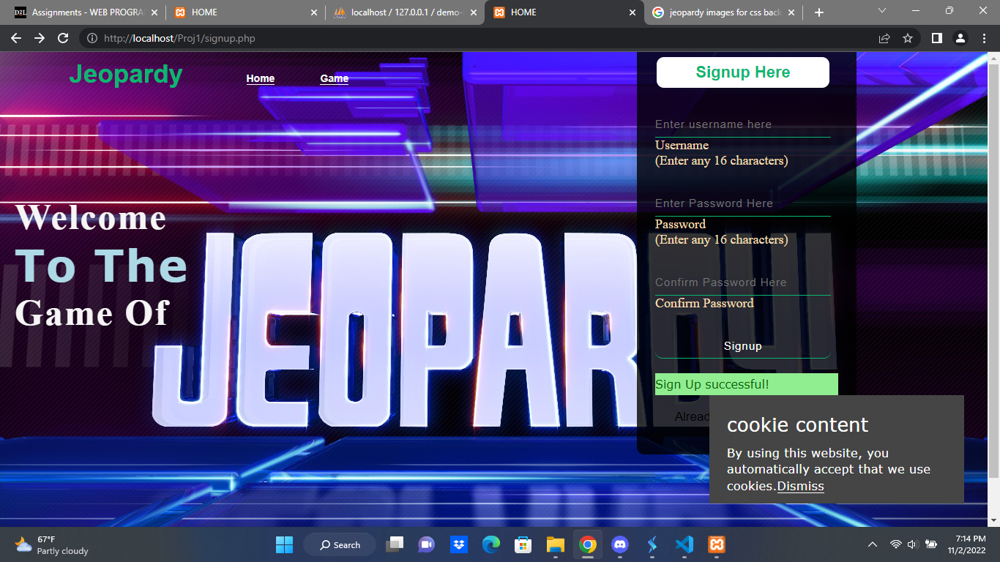 Assignments - WEB PROGRA
HOME
localhost / 127.0.0.1 / demo-
HOME
jeopardy images for css back
http://localhost/Proj1/signup.php
Jeopardy
Home
Game
Signup Here
Enter username here
Username
(Enter any 16 characters)
Enter Password Here
Password
(Enter any 16 characters)
Confirm Password Here
Confirm Password
Signup
Sign Up successful!
Alread
Welcome
To The
Game Of
JEOPARDY!
cookie content
By using this website, you
automatically accept that we use
cookies.Dismiss
67°F
Partly cloudy
Search
7:14 PM
11/2/2022